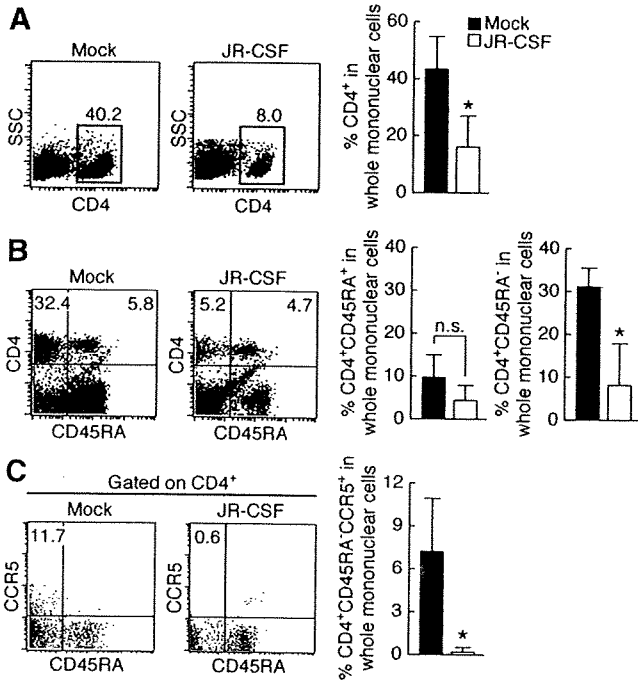 A
Mock
JR-CSF
SSC
40.2
CD4
SSC
8.0
CD4
% CD4+ in
whole mononuclear cells
60
40
20
0
*
Mock
JR-CSF
B
Mock
JR-CSF
CD4
32.4
5.8
CD45RA
CD4
5.2
4.7
CD45RA
% CD4+CD45RA+ in
whole mononuclear cells
40
30
20
10
0
n.s.
% CD4+CD45RA- in
whole mononuclear cells
40
30
20
10
0
*
C
Gated on CD4+
Mock
JR-CSF
CCR5
11.7
CD45RA
CCR5
0.6
CD45RA
% CD4+CD45RA-CCR5+ in
whole mononuclear cells
12
9
6
3
0
*